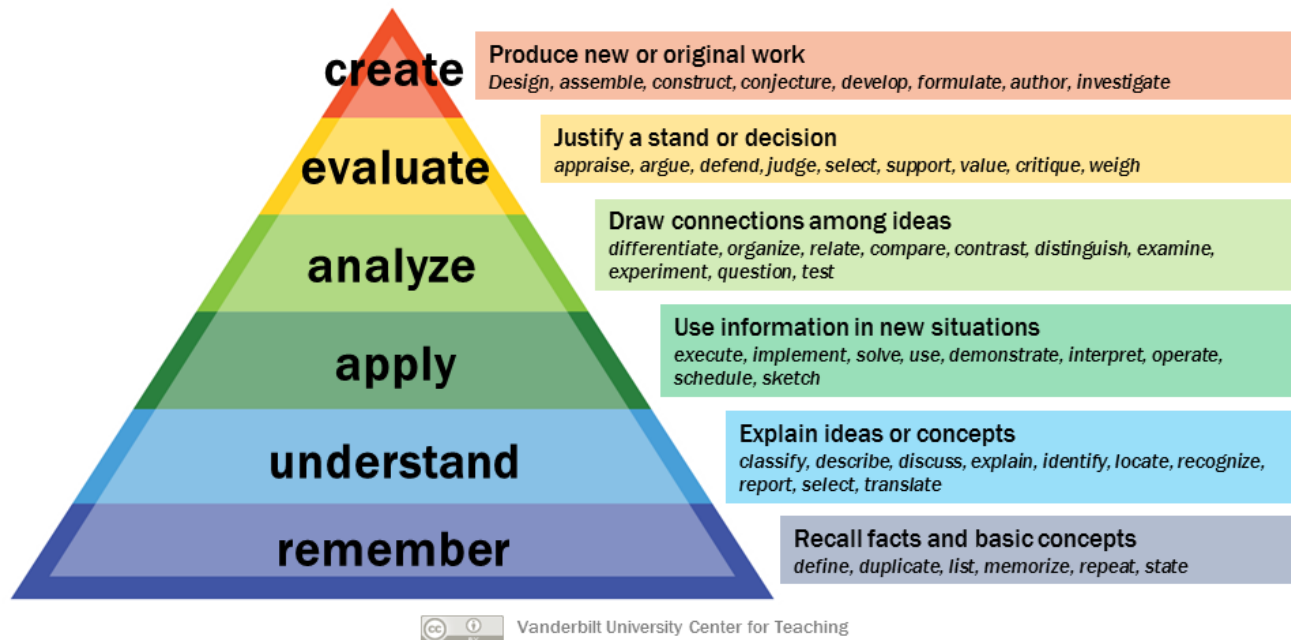 create
Produce new or original work
Design, assemble, construct, conjecture, develop, formulate, author, investigate
evaluate
Justify a stand or decision
appraise, argue, defend, judge, select, support, value, critique, weigh
analyze
Draw connections among ideas
differentiate, organize, relate, compare, contrast, distinguish, examine,
experiment, question, test
apply
Use information in new situations
execute, implement, solve, use, demonstrate, interpret, operate,
schedule, sketch
understand
Explain ideas or concepts
classify, describe, discuss, explain, identify, locate, recognize,
report, select, translate
remember
Recall facts and basic concepts
define, duplicate, list, memorize, repeat, state
cc
Vanderbilt University Center for Teaching